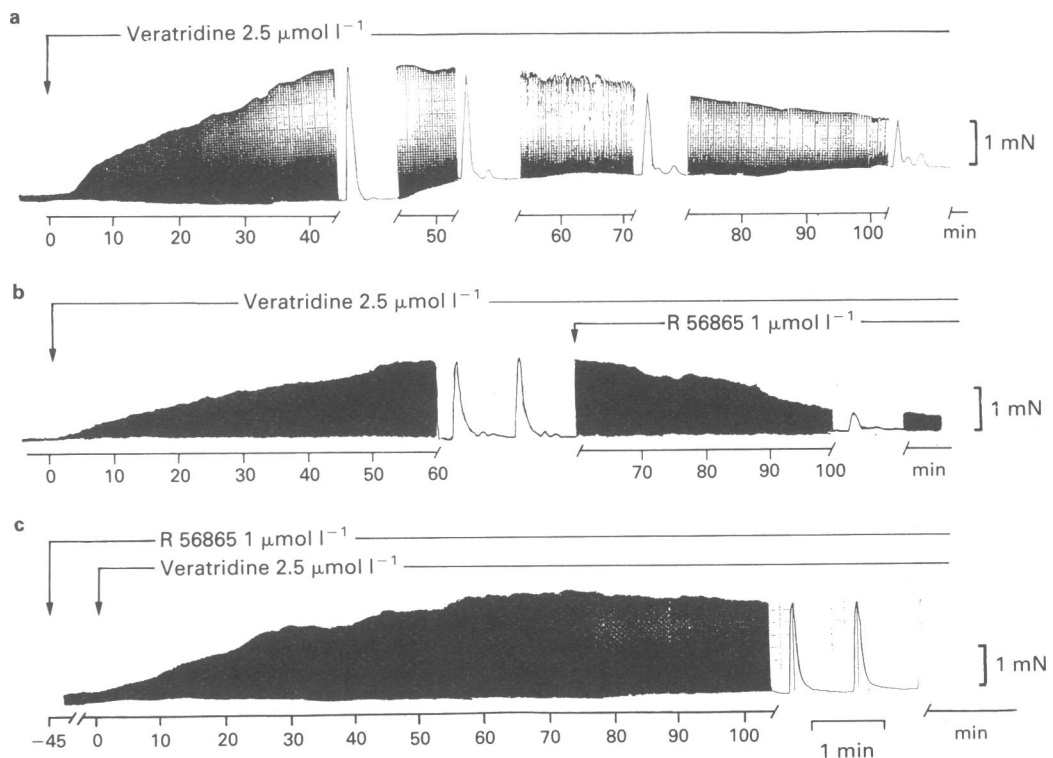 a
Veratridine 2.5 μmol l⁻¹
1 mN
0 10 20 30 40 50 60 70 80 90 100 min
b
Veratridine 2.5 μmol l⁻¹
R 56865 1 μmol l⁻¹
1 mN
0 10 20 30 40 50 60 70 80 90 100 min
c
R 56865 1 μmol l⁻¹
Veratridine 2.5 μmol l⁻¹
1 mN
−45 0 10 20 30 40 50 60 70 80 90 100 min
1 min